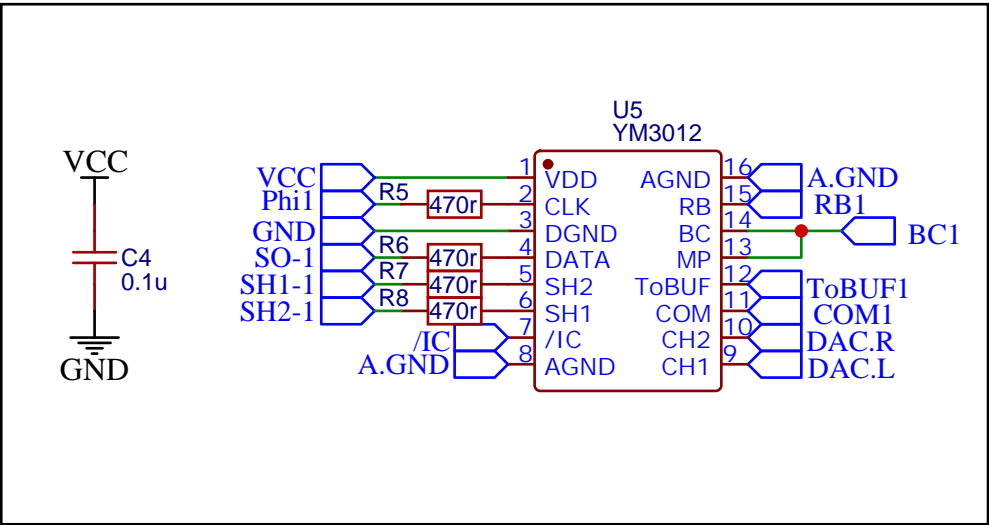 U5
YM3012
VCC
C4
0.1u
GND
VCC 1 VDD
Phi1 R5 470r 2 CLK
GND 3 DGND
SO-1 R6 470r 4 DATA
SH1-1 R7 470r 5 SH2
SH2-1 R8 470r 6 SH1
/IC 7 /IC
A.GND 8 AGND
AGND 16 A.GND
RB 15 RB1
BC 14 BC1
MP 13
ToBUF 12 ToBUF1
COM 11 COM1
CH2 10 DAC.R
CH1 9 DAC.L